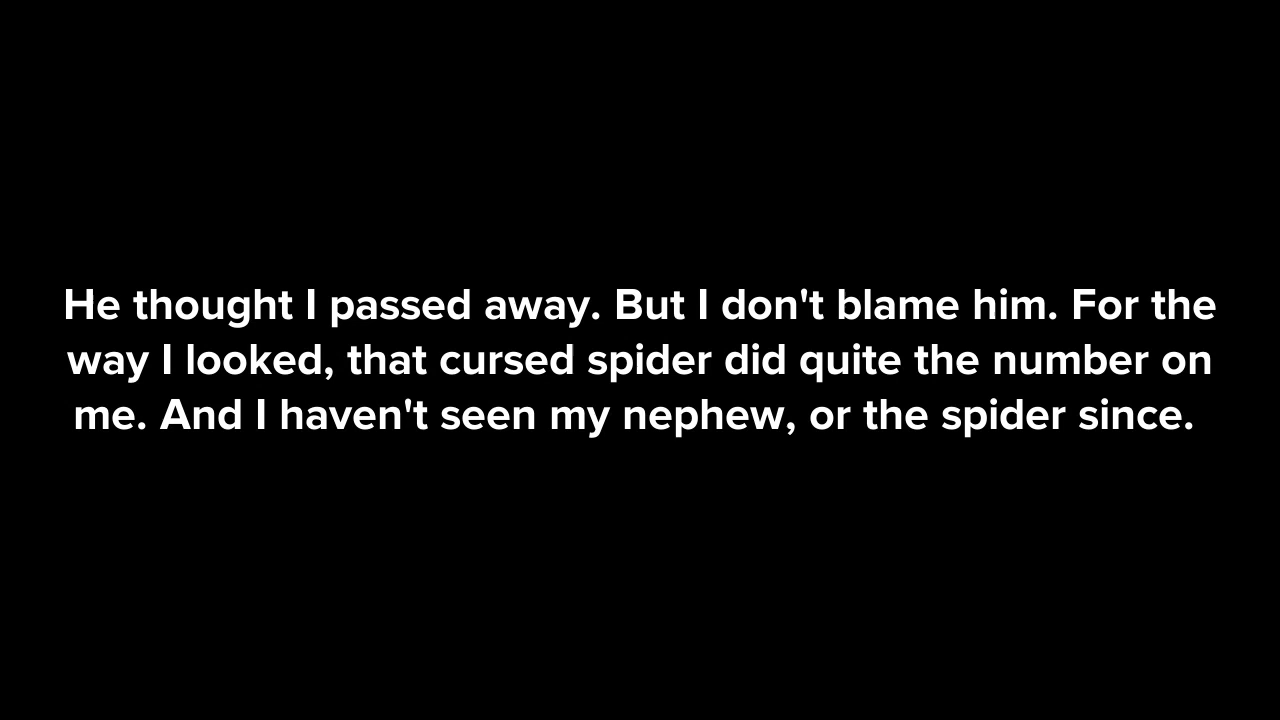 He thought I passed away. But I don't blame him. For the
way I looked, that cursed spider did quite the number on
me. And I haven't seen my nephew, or the spider since.